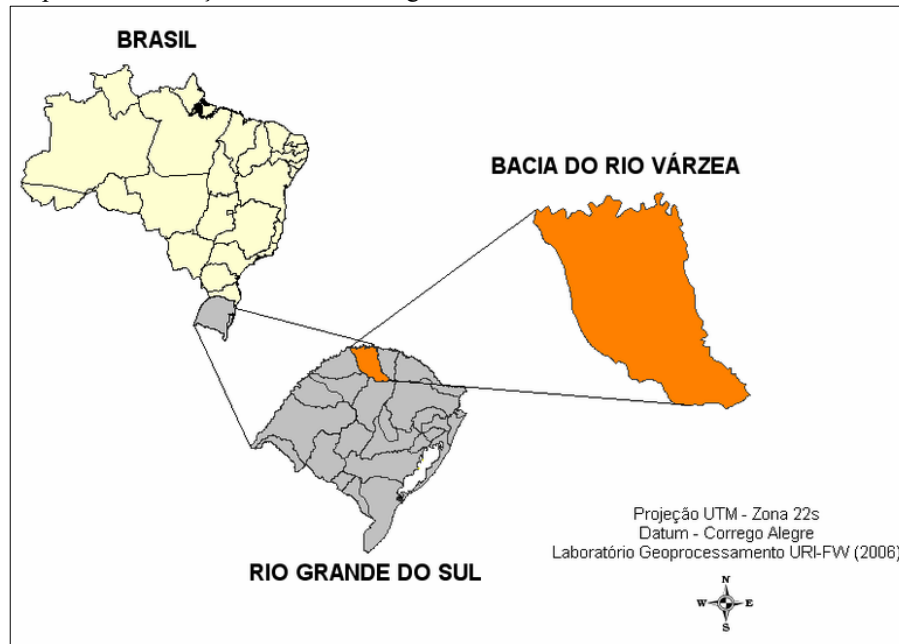 BRASIL
BACIA DO RIO VÁRZEA
RIO GRANDE DO SUL
Projeção UTM - Zona 22s
Datum - Corrego Alegre
Laboratório Geoprocessamento URI-FW (2006)
N
W E
S